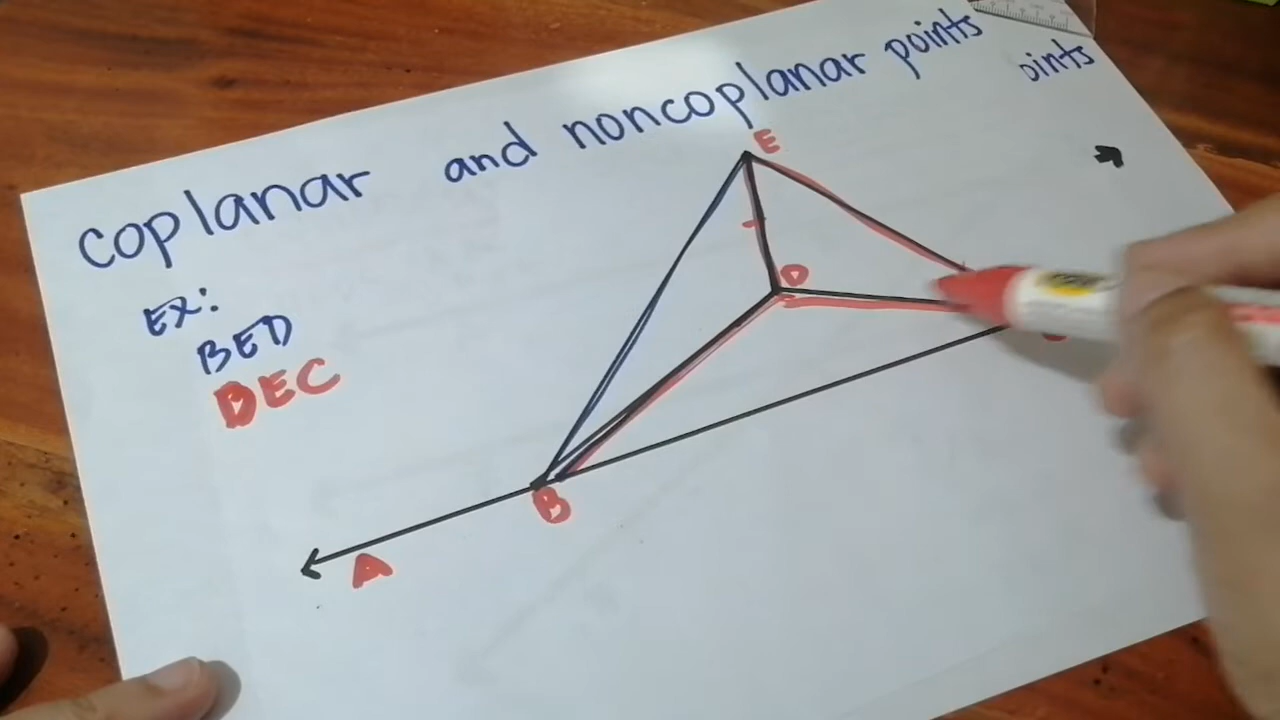 coplanar and noncoplanar points
oints
EX:
BED
DEC
E
D
B
A